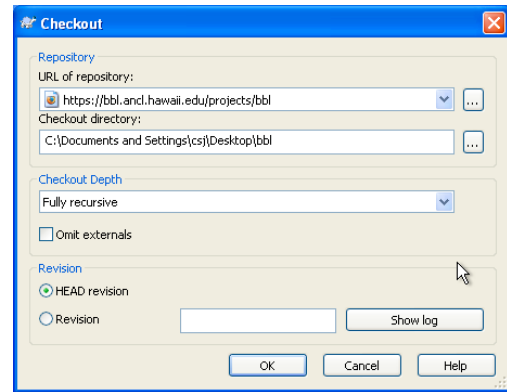 Checkout
Repository
URL of repository:
https://bbl.ancl.hawaii.edu/projects/bbl
...
Checkout directory:
C:\Documents and Settings\csj\Desktop\bbl
...
Checkout Depth
Fully recursive
Omit externals
Revision
HEAD revision
Revision
Show log
OK Cancel Help